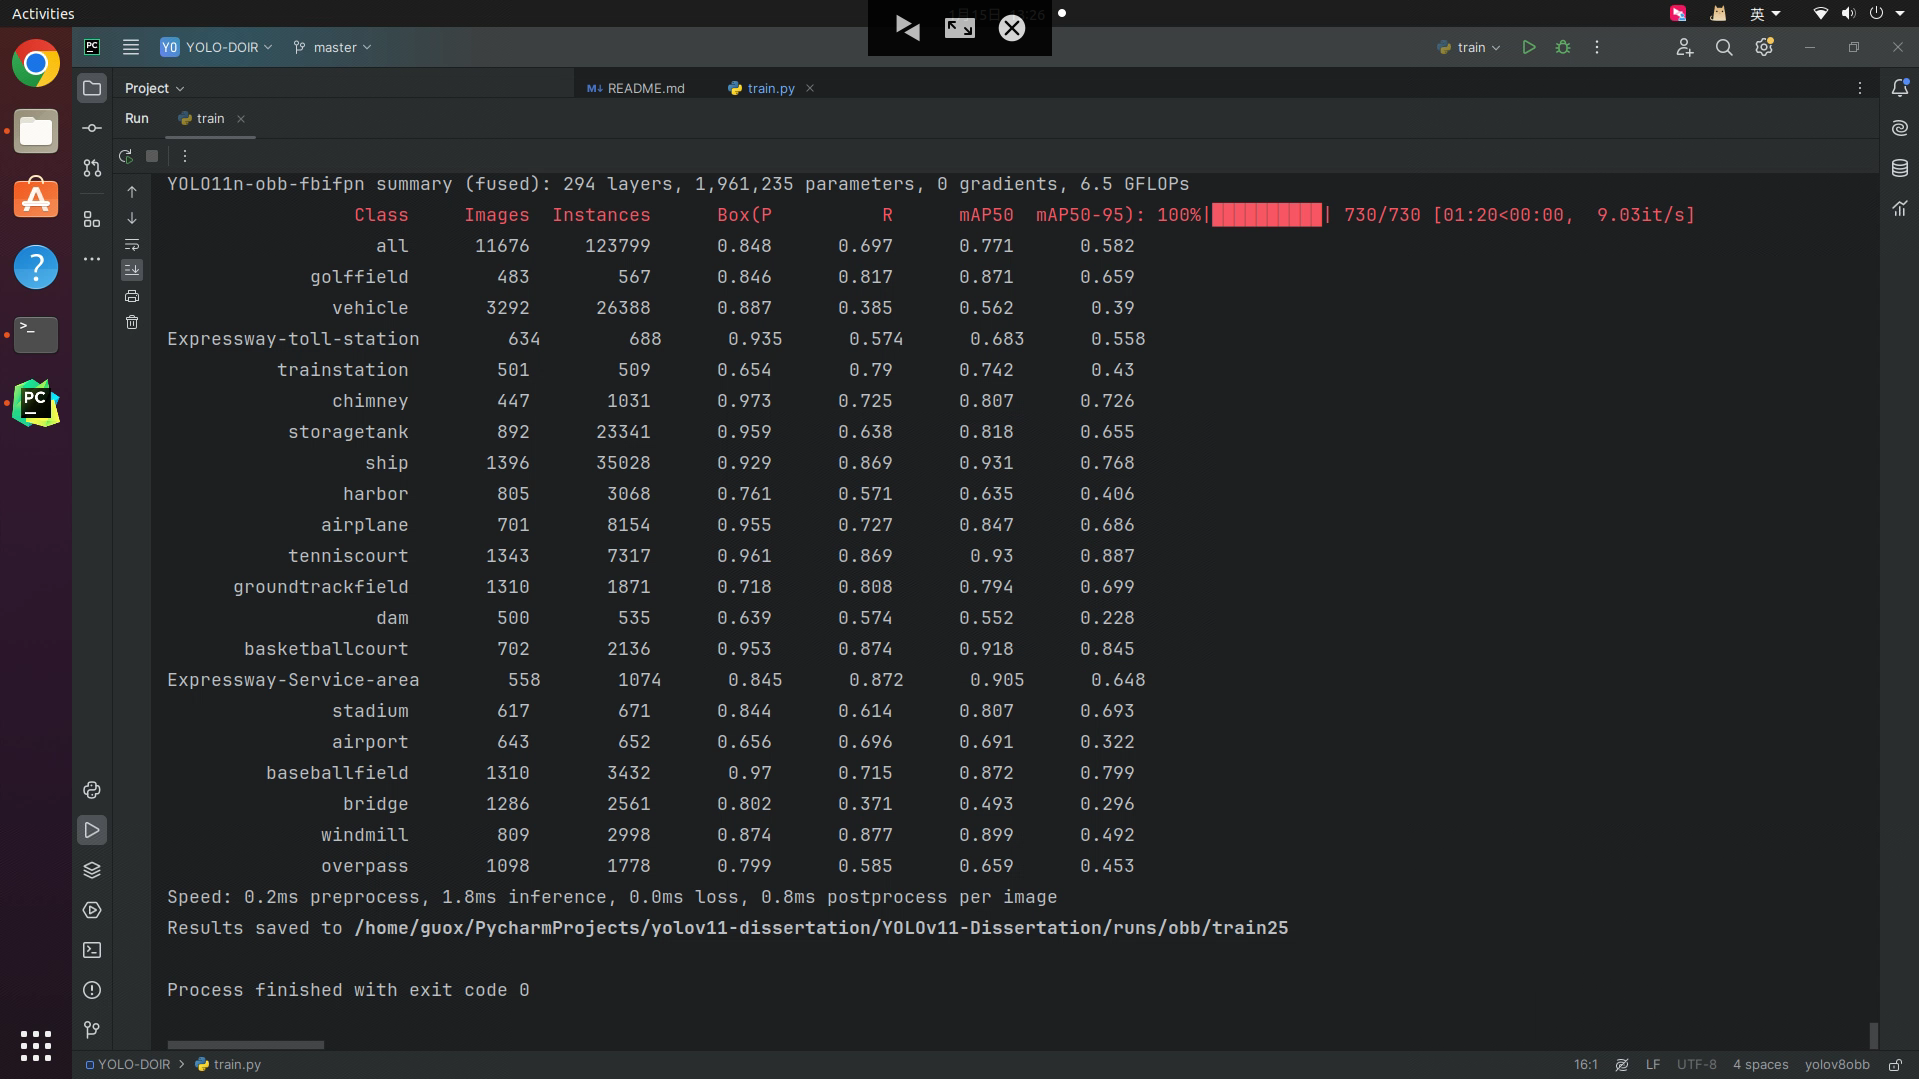 Activities
英
PC YO YOLO-DOIR master train
Project README.md train.py
Run train
YOLO11n-obb-fbifpn summary (fused): 294 layers, 1,961,235 parameters, 0 gradients, 6.5 GFLOPs
Class Images Instances Box(P R mAP50 mAP50-95): 100%|██████████| 730/730 [01:20<00:00, 9.03it/s]
all 11676 123799 0.848 0.697 0.771 0.582
golffield 483 567 0.846 0.817 0.871 0.659
vehicle 3292 26388 0.887 0.385 0.562 0.39
Expressway-toll-station 634 688 0.935 0.574 0.683 0.558
trainstation 501 509 0.654 0.79 0.742 0.43
chimney 447 1031 0.973 0.725 0.807 0.726
storagetank 892 23341 0.959 0.638 0.818 0.655
ship 1396 35028 0.929 0.869 0.931 0.768
harbor 805 3068 0.761 0.571 0.635 0.406
airplane 701 8154 0.955 0.727 0.847 0.686
tenniscourt 1343 7317 0.961 0.869 0.93 0.887
groundtrackfield 1310 1871 0.718 0.808 0.794 0.699
dam 500 535 0.639 0.574 0.552 0.228
basketballcourt 702 2136 0.953 0.874 0.918 0.845
Expressway-Service-area 558 1074 0.845 0.872 0.905 0.648
stadium 617 671 0.844 0.614 0.807 0.693
airport 643 652 0.656 0.696 0.691 0.322
baseballfield 1310 3432 0.97 0.715 0.872 0.799
bridge 1286 2561 0.802 0.371 0.493 0.296
windmill 809 2998 0.874 0.877 0.899 0.492
overpass 1098 1778 0.799 0.585 0.659 0.453
Speed: 0.2ms preprocess, 1.8ms inference, 0.0ms loss, 0.8ms postprocess per image
Results saved to /home/guox/PycharmProjects/yolov11-dissertation/YOLOv11-Dissertation/runs/obb/train25
Process finished with exit code 0
PC
YOLO-DOIR > train.py 16:1 LF UTF-8 4 spaces yolov8obb